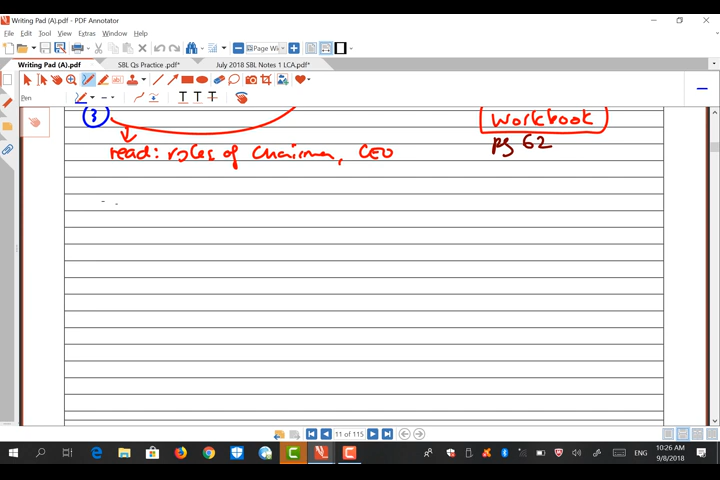 Writing Pad (A).pdf - PDF Annotator
File Edit Tool View Extras Window Help
Page Wi
Writing Pad (A).pdf SBL Qs Practice .pdf* July 2018 SBL Notes 1 LCA.pdf*
Pen
3
Workbook
pg 62
read: roles of Chairman, CEO
11 of 115
ENG
10:26 AM
9/8/2018